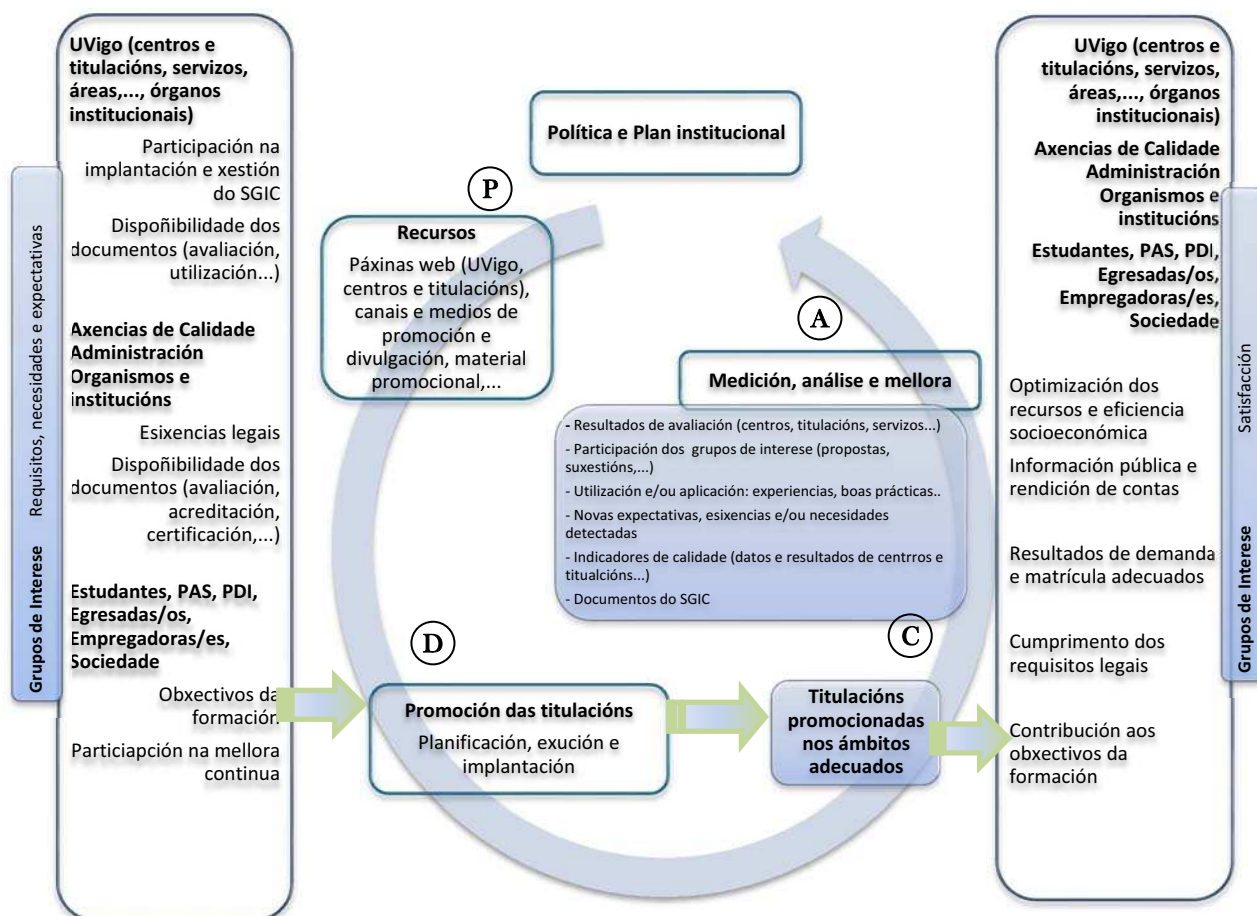 Grupos de Interese Requisitos, necesidades e expectativas
UVigo (centros e
titulacións, servizos,
áreas,..., órganos
institucionais)
Participación na
implantación e xestión
do SGIC
Dispoñibilidade dos
documentos (avaliación,
utilización...)
Axencias de Calidade
Administración
Organismos e
institucións
Esixencias legais
Dispoñibilidade dos
documentos (avaliación,
acreditación,
certificación,...)
Estudantes, PAS, PDI,
Egresadas/os,
Empregadoras/es,
Sociedade
Obxectivos da
formación
Particiapción na mellora
continua
Política e Plan institucional
P
Recursos
Páxinas web (UVigo,
centros e titulacións),
canais e medios de
promoción e
divulgación, material
promocional,...
A
Medición, análise e mellora
- Resultados de avaliación (centros, titulacións, servizos...)
- Participación dos grupos de interese (propostas,
suxestións,...)
- Utilización e/ou aplicación: experiencias, boas prácticas..
- Novas expectativas, esixencias e/ou necesidades
detectadas
- Indicadores de calidade (datos e resultados de centrros e
titualcións...)
- Documentos do SGIC
D
C
Promoción das titulacións
Planificación, exución e
implantación
Titulacións
promocionadas
nos ámbitos
adecuados
UVigo (centros e
titulacións, servizos,
áreas,..., órganos
institucionais)
Axencias de Calidade
Administración
Organismos e
institucións
Estudantes, PAS, PDI,
Egresadas/os,
Empregadoras/es,
Sociedade
Optimización dos
recursos e eficiencia
socioeconómica
Información pública e
rendición de contas
Resultados de demanda
e matrícula adecuados
Cumprimento dos
requisitos legais
Contribución aos
obxectivos da
formación
Grupos de Interese Satisfacción